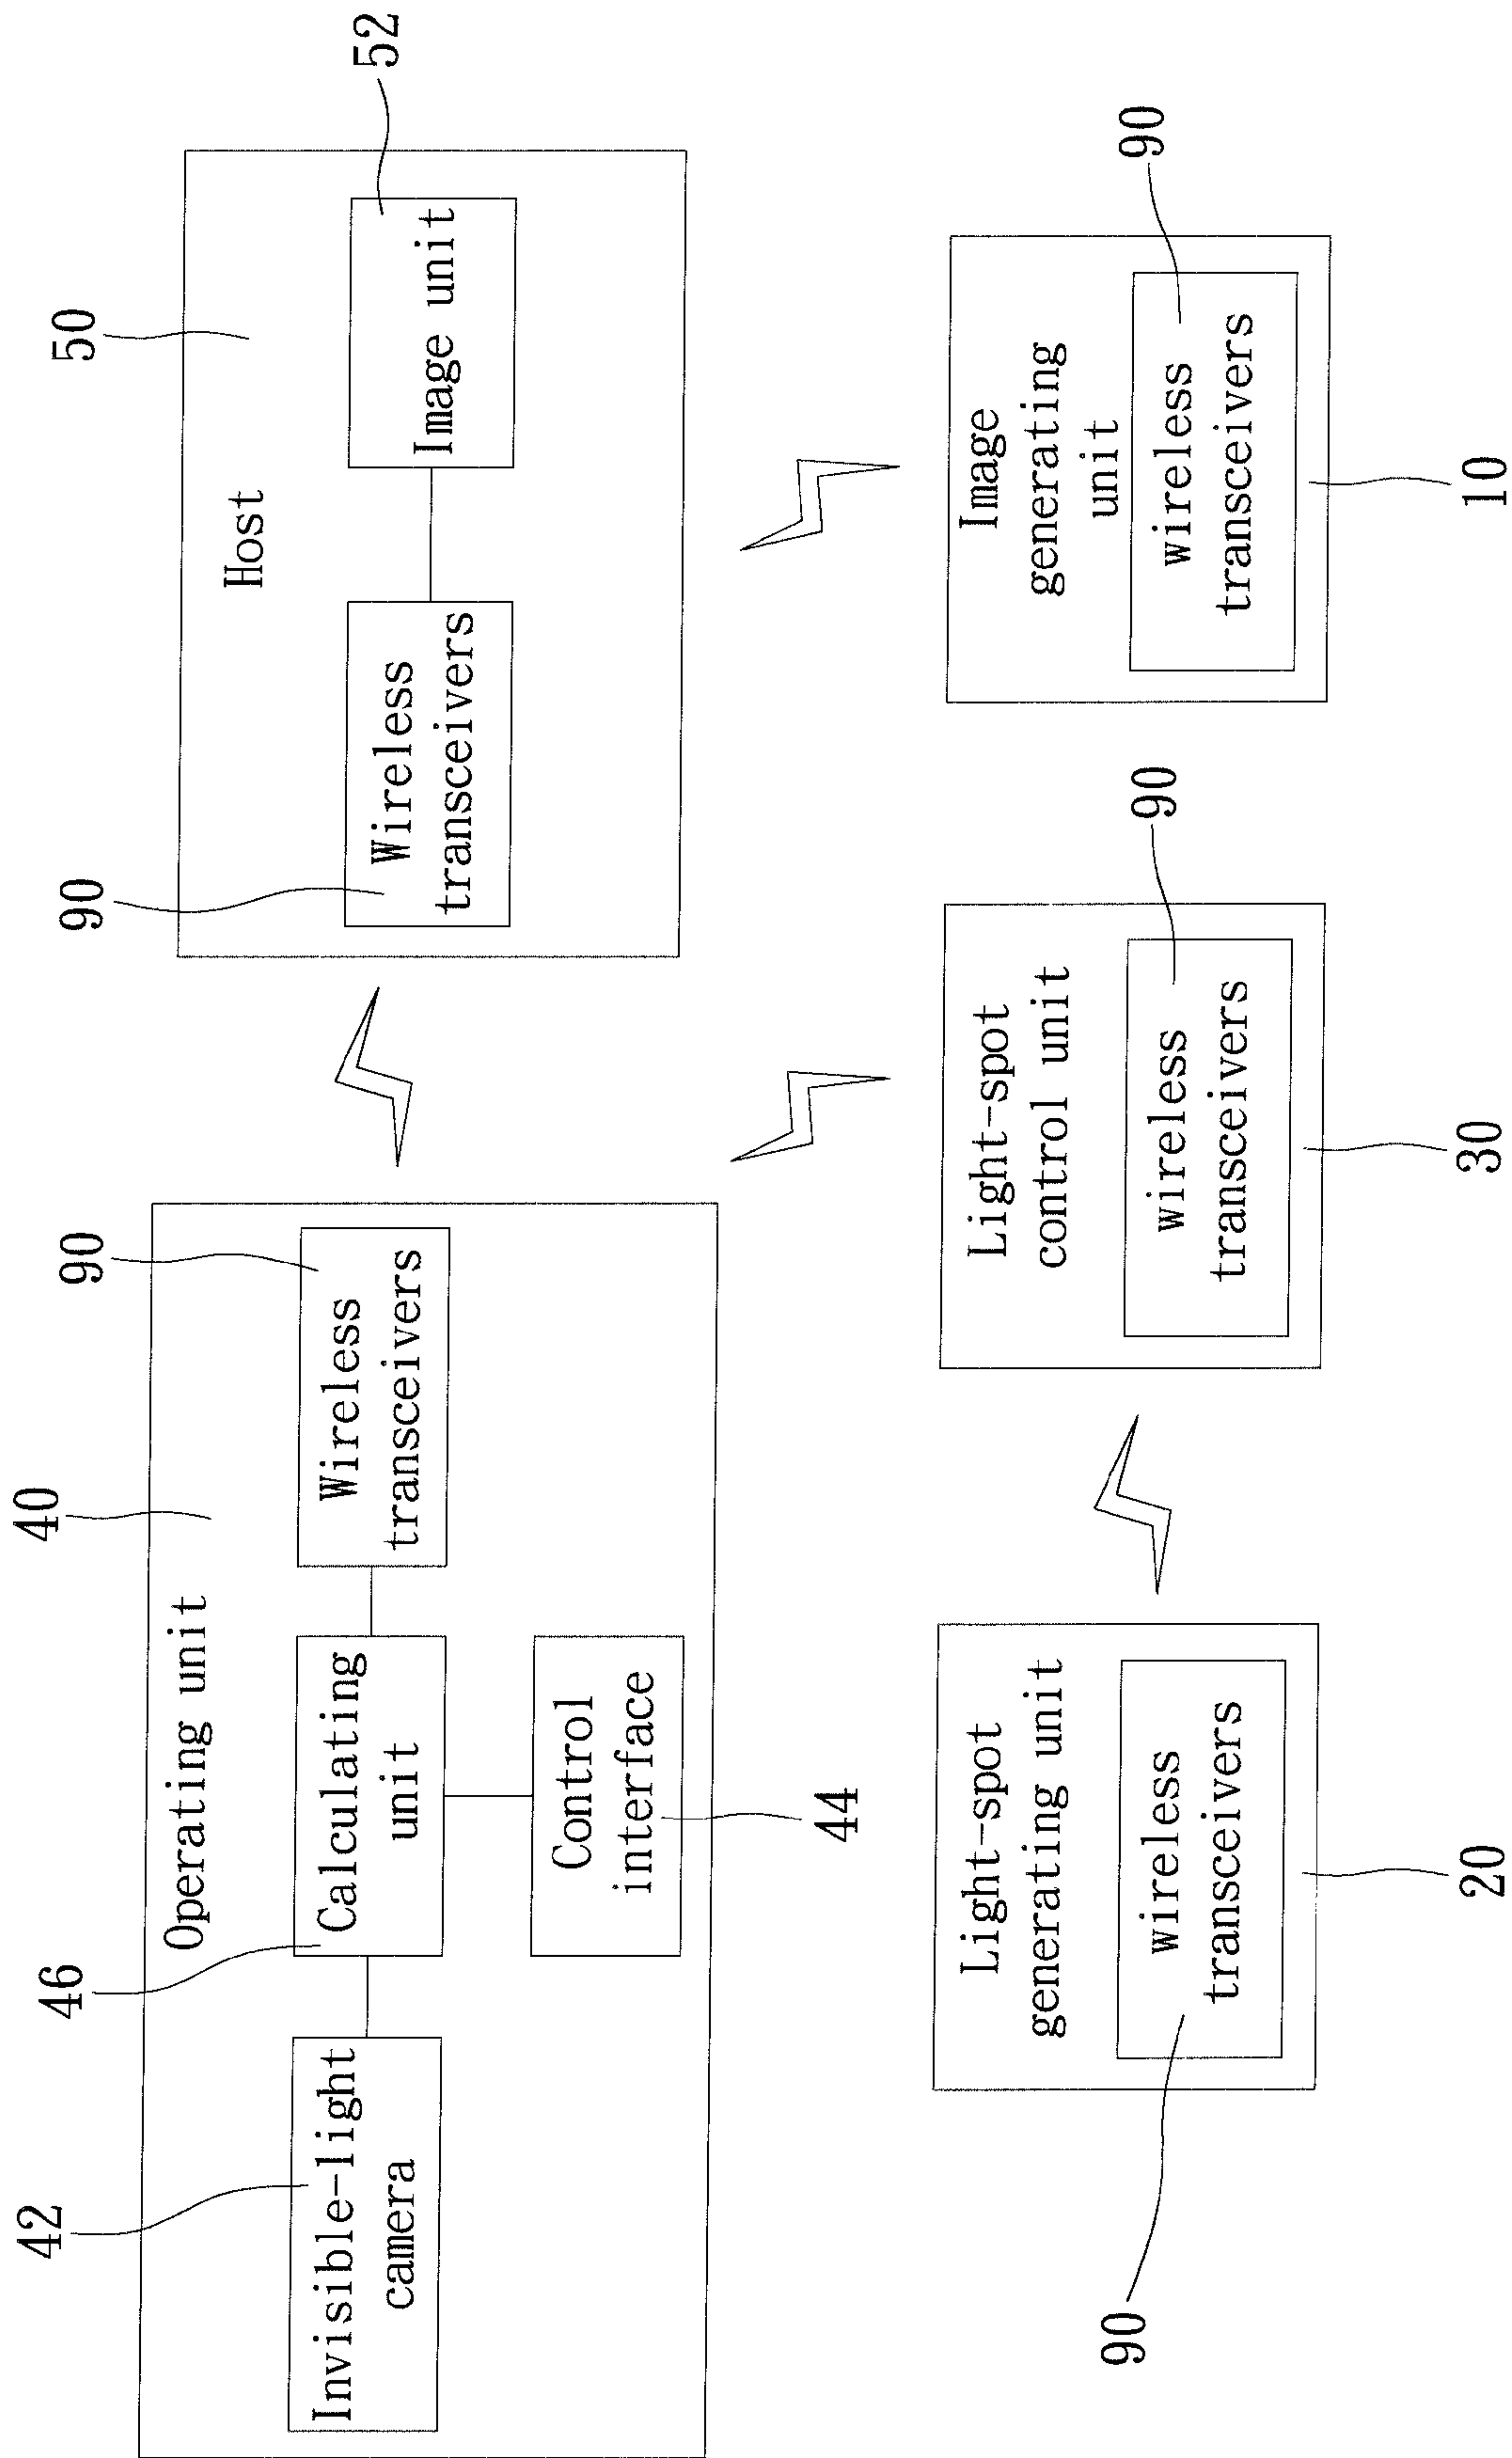 40
Operating unit
46
42
90
Invisible-light
camera
Calculating
unit
Wireless
transceivers
Control
interface
44
50
Host
90
52
Wireless
transceivers
Image unit
Light-spot
generating unit
wireless
transceivers
90
20
Light-spot
control unit
wireless
transceivers
90
30
Image
generating
unit
wireless
transceivers
90
10